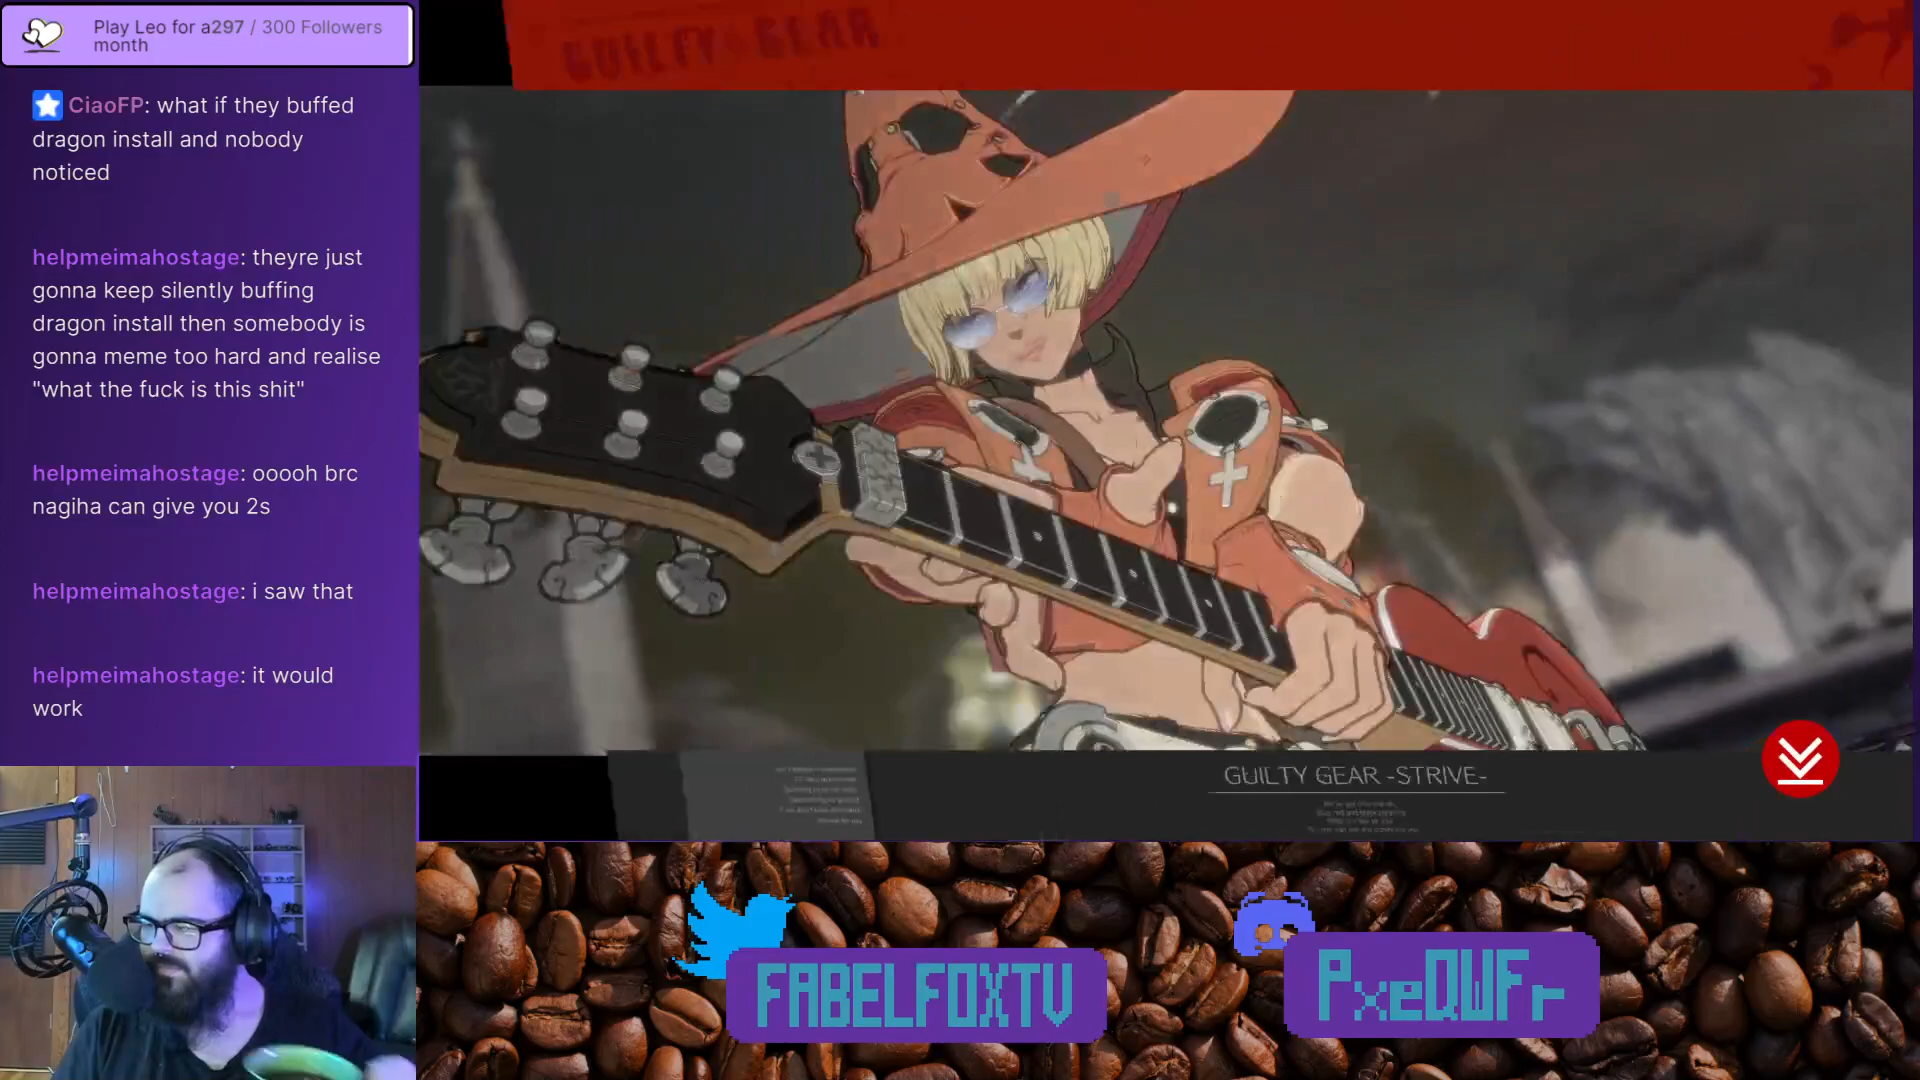 Play Leo for a297 / 300 Followers
month
CiaoFP: what if they buffed
dragon install and nobody
noticed
helpmeimahostage: theyre just
gonna keep silently buffing
dragon install then somebody is
gonna meme too hard and realise
"what the fuck is this shit"
helpmeimahostage: ooooh brc
nagiha can give you 2s
helpmeimahostage: i saw that
helpmeimahostage: it would
work
GUILTY GEAR
GUILTY GEAR -STRIVE-
FABELFOXTV
PxeQWFr